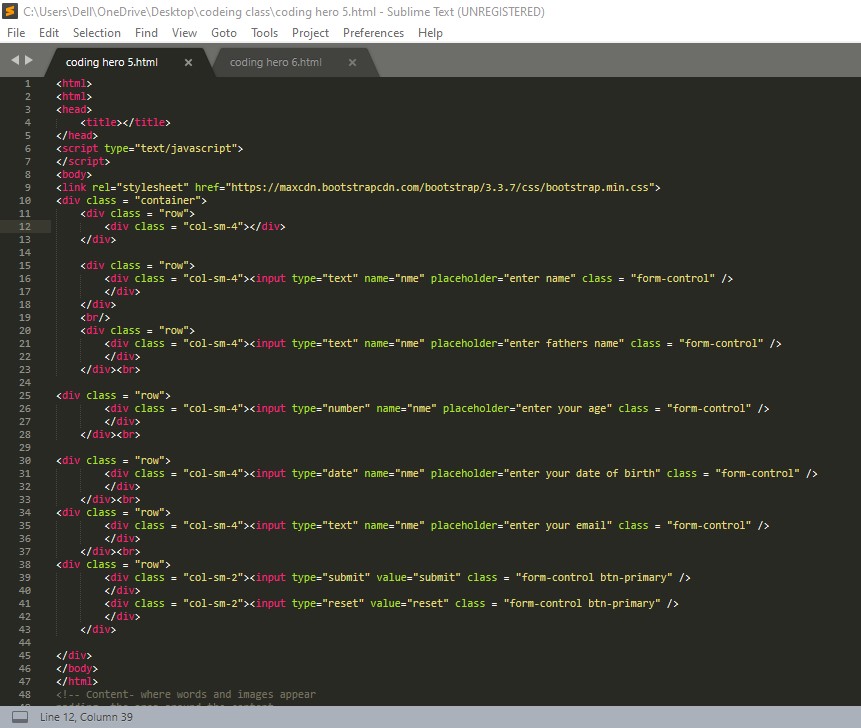 C:\Users\Dell\OneDrive\Desktop\codeing class\coding hero 5.html - Sublime Text (UNREGISTERED)
File Edit Selection Find View Goto Tools Project Preferences Help
coding hero 5.html × coding hero 6.html ×
1 <html>
2 <html>
3 <head>
4 <title></title>
5 </head>
6 <script type="text/javascript">
7 </script>
8 <body>
9 <link rel="stylesheet" href="https://maxcdn.bootstrapcdn.com/bootstrap/3.3.7/css/bootstrap.min.css">
10 <div class = "container">
11 <div class = "row">
12 <div class = "col-sm-4"></div>
13 </div>
14
15 <div class = "row">
16 <div class = "col-sm-4"><input type="text" name="nme" placeholder="enter name" class = "form-control" />
17 </div>
18 </div>
19 <br/>
20 <div class = "row">
21 <div class = "col-sm-4"><input type="text" name="nme" placeholder="enter fathers name" class = "form-control" />
22 </div>
23 </div><br>
24
25 <div class = "row">
26 <div class = "col-sm-4"><input type="number" name="nme" placeholder="enter your age" class = "form-control" />
27 </div>
28 </div><br>
29
30 <div class = "row">
31 <div class = "col-sm-4"><input type="date" name="nme" placeholder="enter your date of birth" class = "form-control" />
32 </div>
33 </div><br>
34 <div class = "row">
35 <div class = "col-sm-4"><input type="text" name="nme" placeholder="enter your email" class = "form-control" />
36 </div>
37 </div><br>
38 <div class = "row">
39 <div class = "col-sm-2"><input type="submit" value="submit" class = "form-control btn-primary" />
40 </div>
41 <div class = "col-sm-2"><input type="reset" value="reset" class = "form-control btn-primary" />
42 </div>
43 </div>
44
45 </div>
46 </body>
47 </html>
48 <!-- Content- where words and images appear
Line 12, Column 39